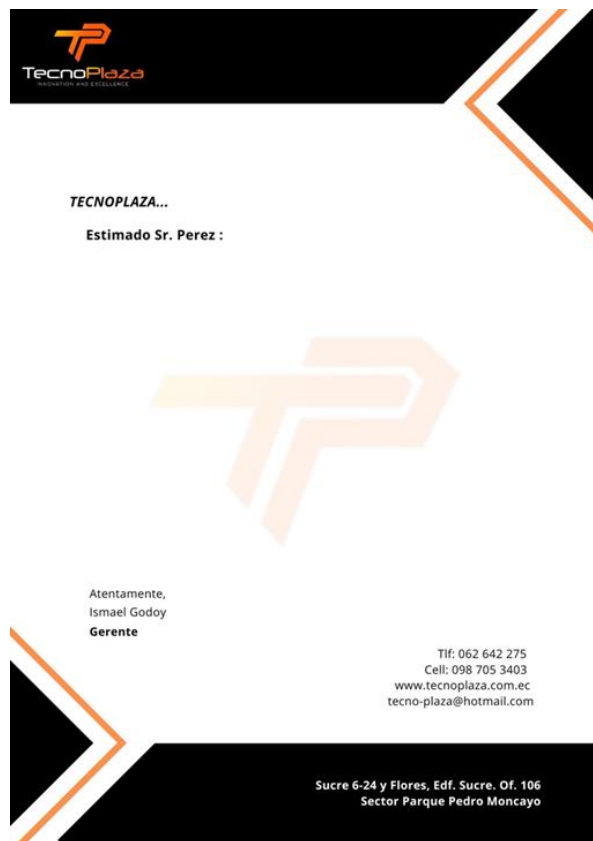 TP
TecnoPlaza
INNOVATION AND EXCELLENCE
TECNOPLAZA...
Estimado Sr. Perez :
TP
Atentamente,
Ismael Godoy
Gerente
Tlf: 062 642 275
Cell: 098 705 3403
www.tecnoplaza.com.ec
tecno-plaza@hotmail.com
Sucre 6-24 y Flores, Edf. Sucre. Of. 106
Sector Parque Pedro Moncayo